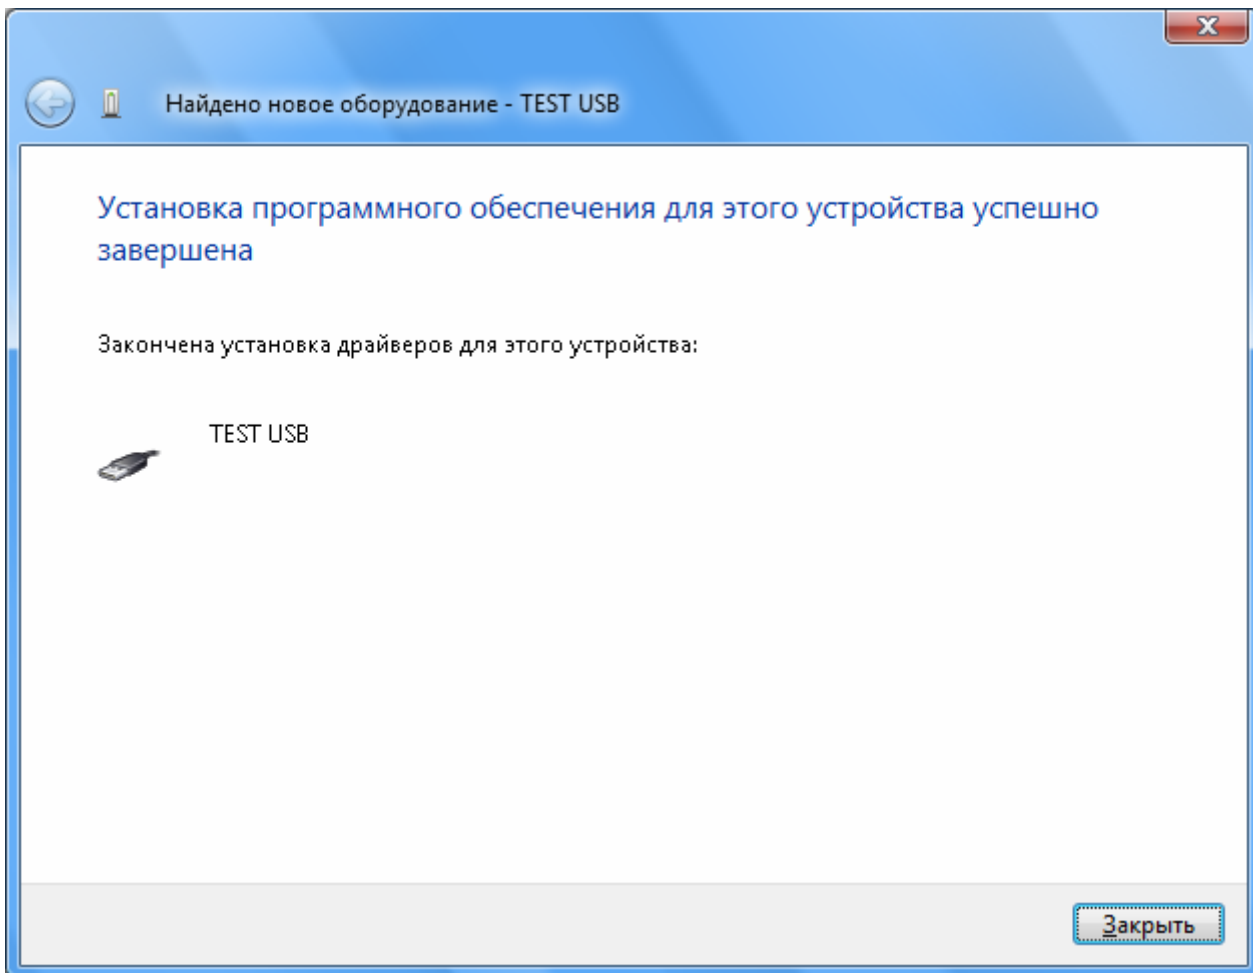 Найдено новое оборудование - TEST USB
Установка программного обеспечения для этого устройства успешно
завершена
Закончена установка драйверов для этого устройства:
TEST USB
Закрыть